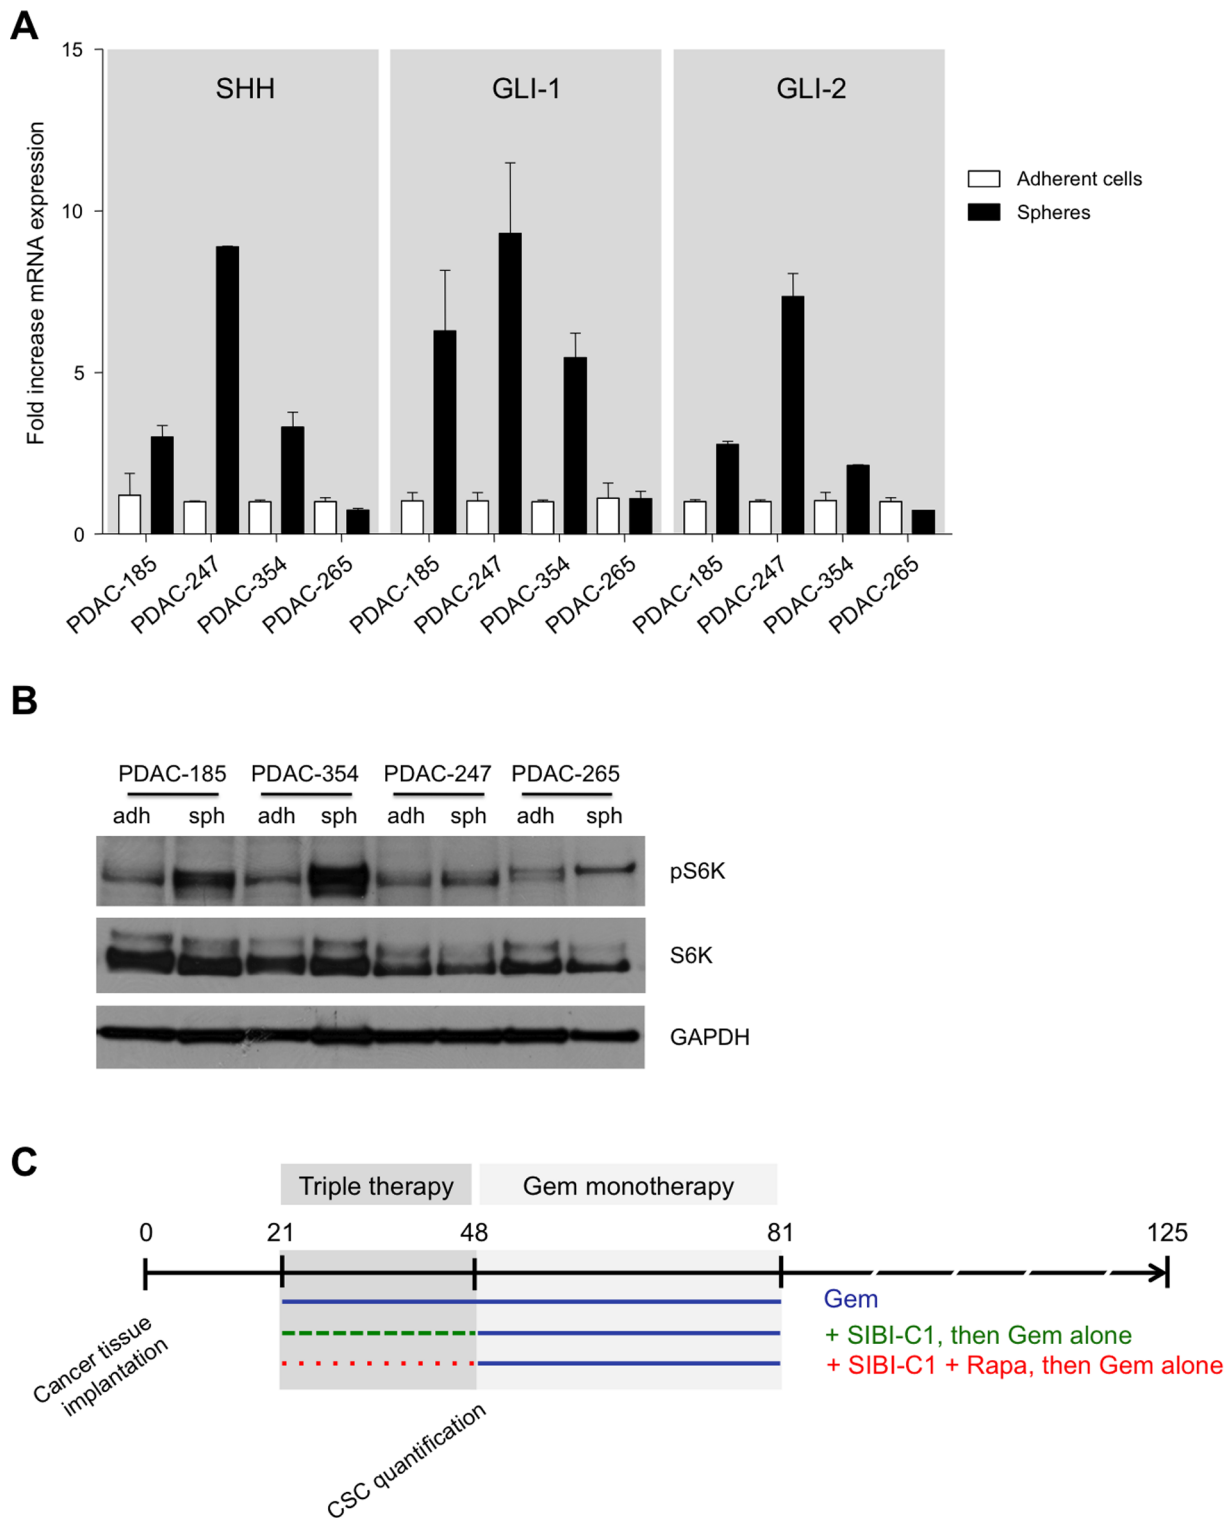 A
15
10
5
0
Fold increase mRNA expression
SHH
GLI-1
GLI-2
Adherent cells
Spheres
PDAC-185
PDAC-247
PDAC-354
PDAC-265
PDAC-185
PDAC-247
PDAC-354
PDAC-265
PDAC-185
PDAC-247
PDAC-354
PDAC-265
B
PDAC-185 PDAC-354 PDAC-247 PDAC-265
adh sph adh sph adh sph adh sph
pS6K
S6K
GAPDH
C
Triple therapy
Gem monotherapy
0 21 48 81 125
Gem
+ SIBI-C1, then Gem alone
+ SIBI-C1 + Rapa, then Gem alone
Cancer tissue
implantation
CSC quantification